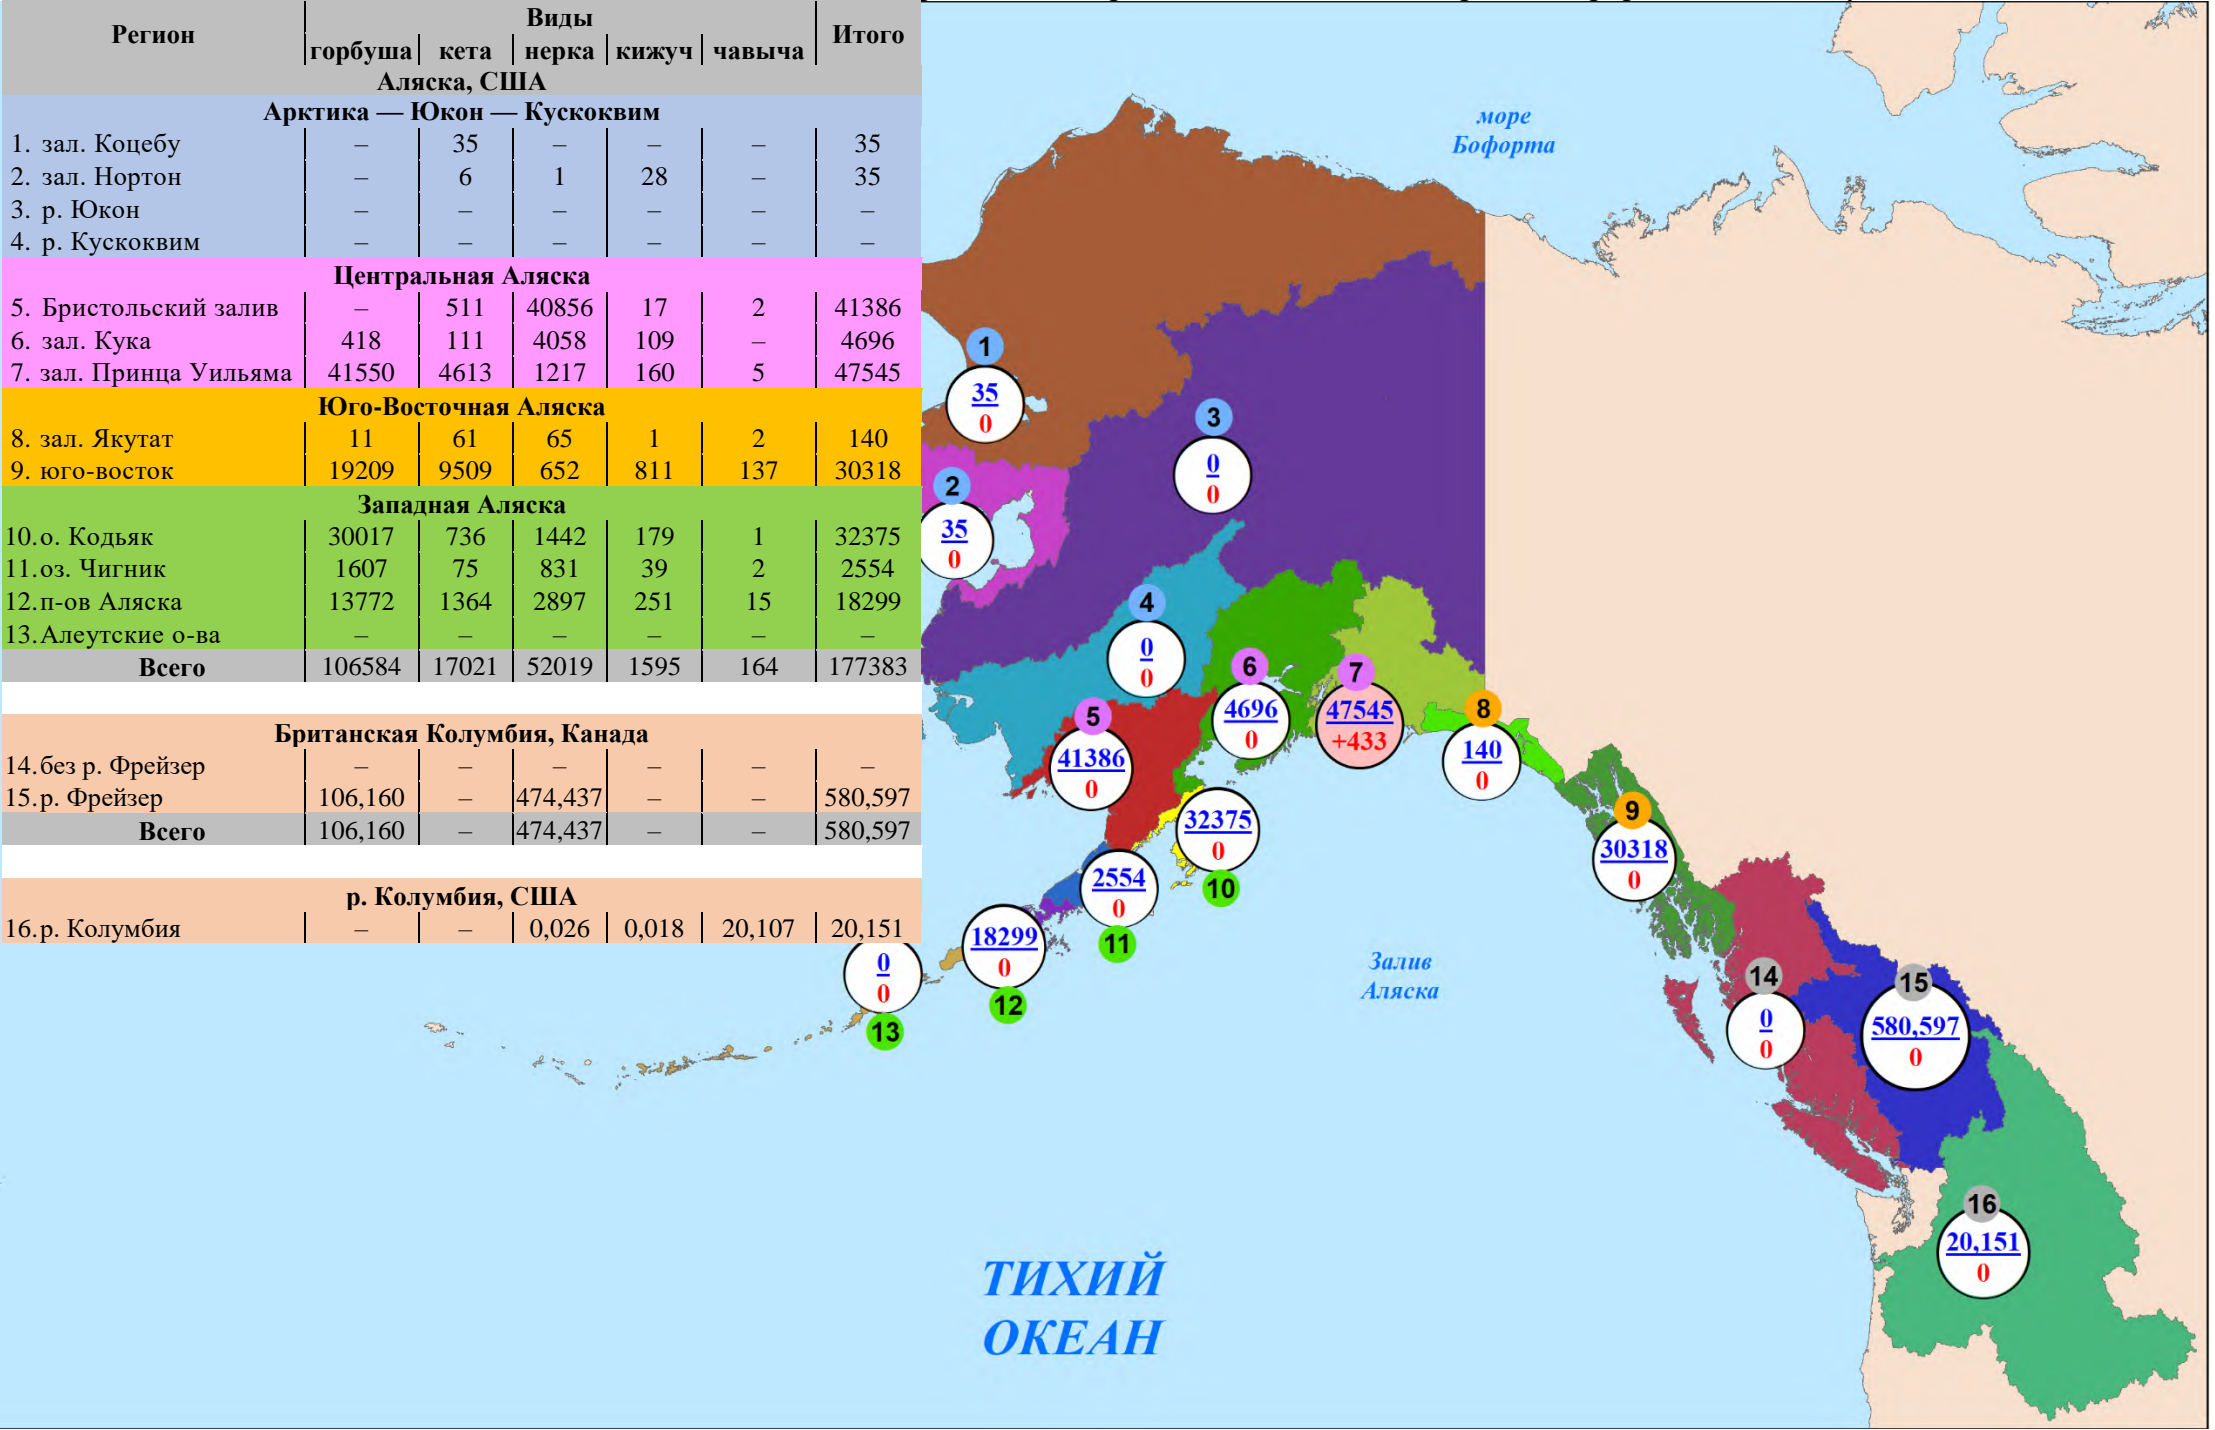 Регион Виды Итого
горбуша кета нерка кижуч чавыча
Аляска, США
Арктика — Юкон — Кускоквим
1. зал. Коцебу – 35 – – – 35
2. зал. Нортон – 6 1 28 – 35
3. р. Юкон – – – – – –
4. р. Кускоквим – – – – – –
Центральная Аляска
5. Бристольский залив – 511 40856 17 2 41386
6. зал. Кука 418 111 4058 109 – 4696
7. зал. Принца Уильяма 41550 4613 1217 160 5 47545
Юго-Восточная Аляска
8. зал. Якутат 11 61 65 1 2 140
9. юго-восток 19209 9509 652 811 137 30318
Западная Аляска
10.о. Кодьяк 30017 736 1442 179 1 32375
11.оз. Чигник 1607 75 831 39 2 2554
12.п-ов Аляска 13772 1364 2897 251 15 18299
13.Алеутские о-ва – – – – – –
Всего 106584 17021 52019 1595 164 177383
Британская Колумбия, Канада
14.без р. Фрейзер – – – – – –
15.р. Фрейзер 106,160 – 474,437 – – 580,597
Всего 106,160 – 474,437 – – 580,597
р. Колумбия, США
16.р. Колумбия – – 0,026 0,018 20,107 20,151
море
Бофорта
1
35
0
2
35
0
3
0
0
4
0
0
5
41386
0
6
4696
0
7
47545
+433
8
140
0
9
30318
0
32375
0
10
2554
0
11
18299
0
12
0
0
13
14
0
0
15
580,597
0
16
20,151
0
Залив
Аляска
ТИХИЙ
ОКЕАН